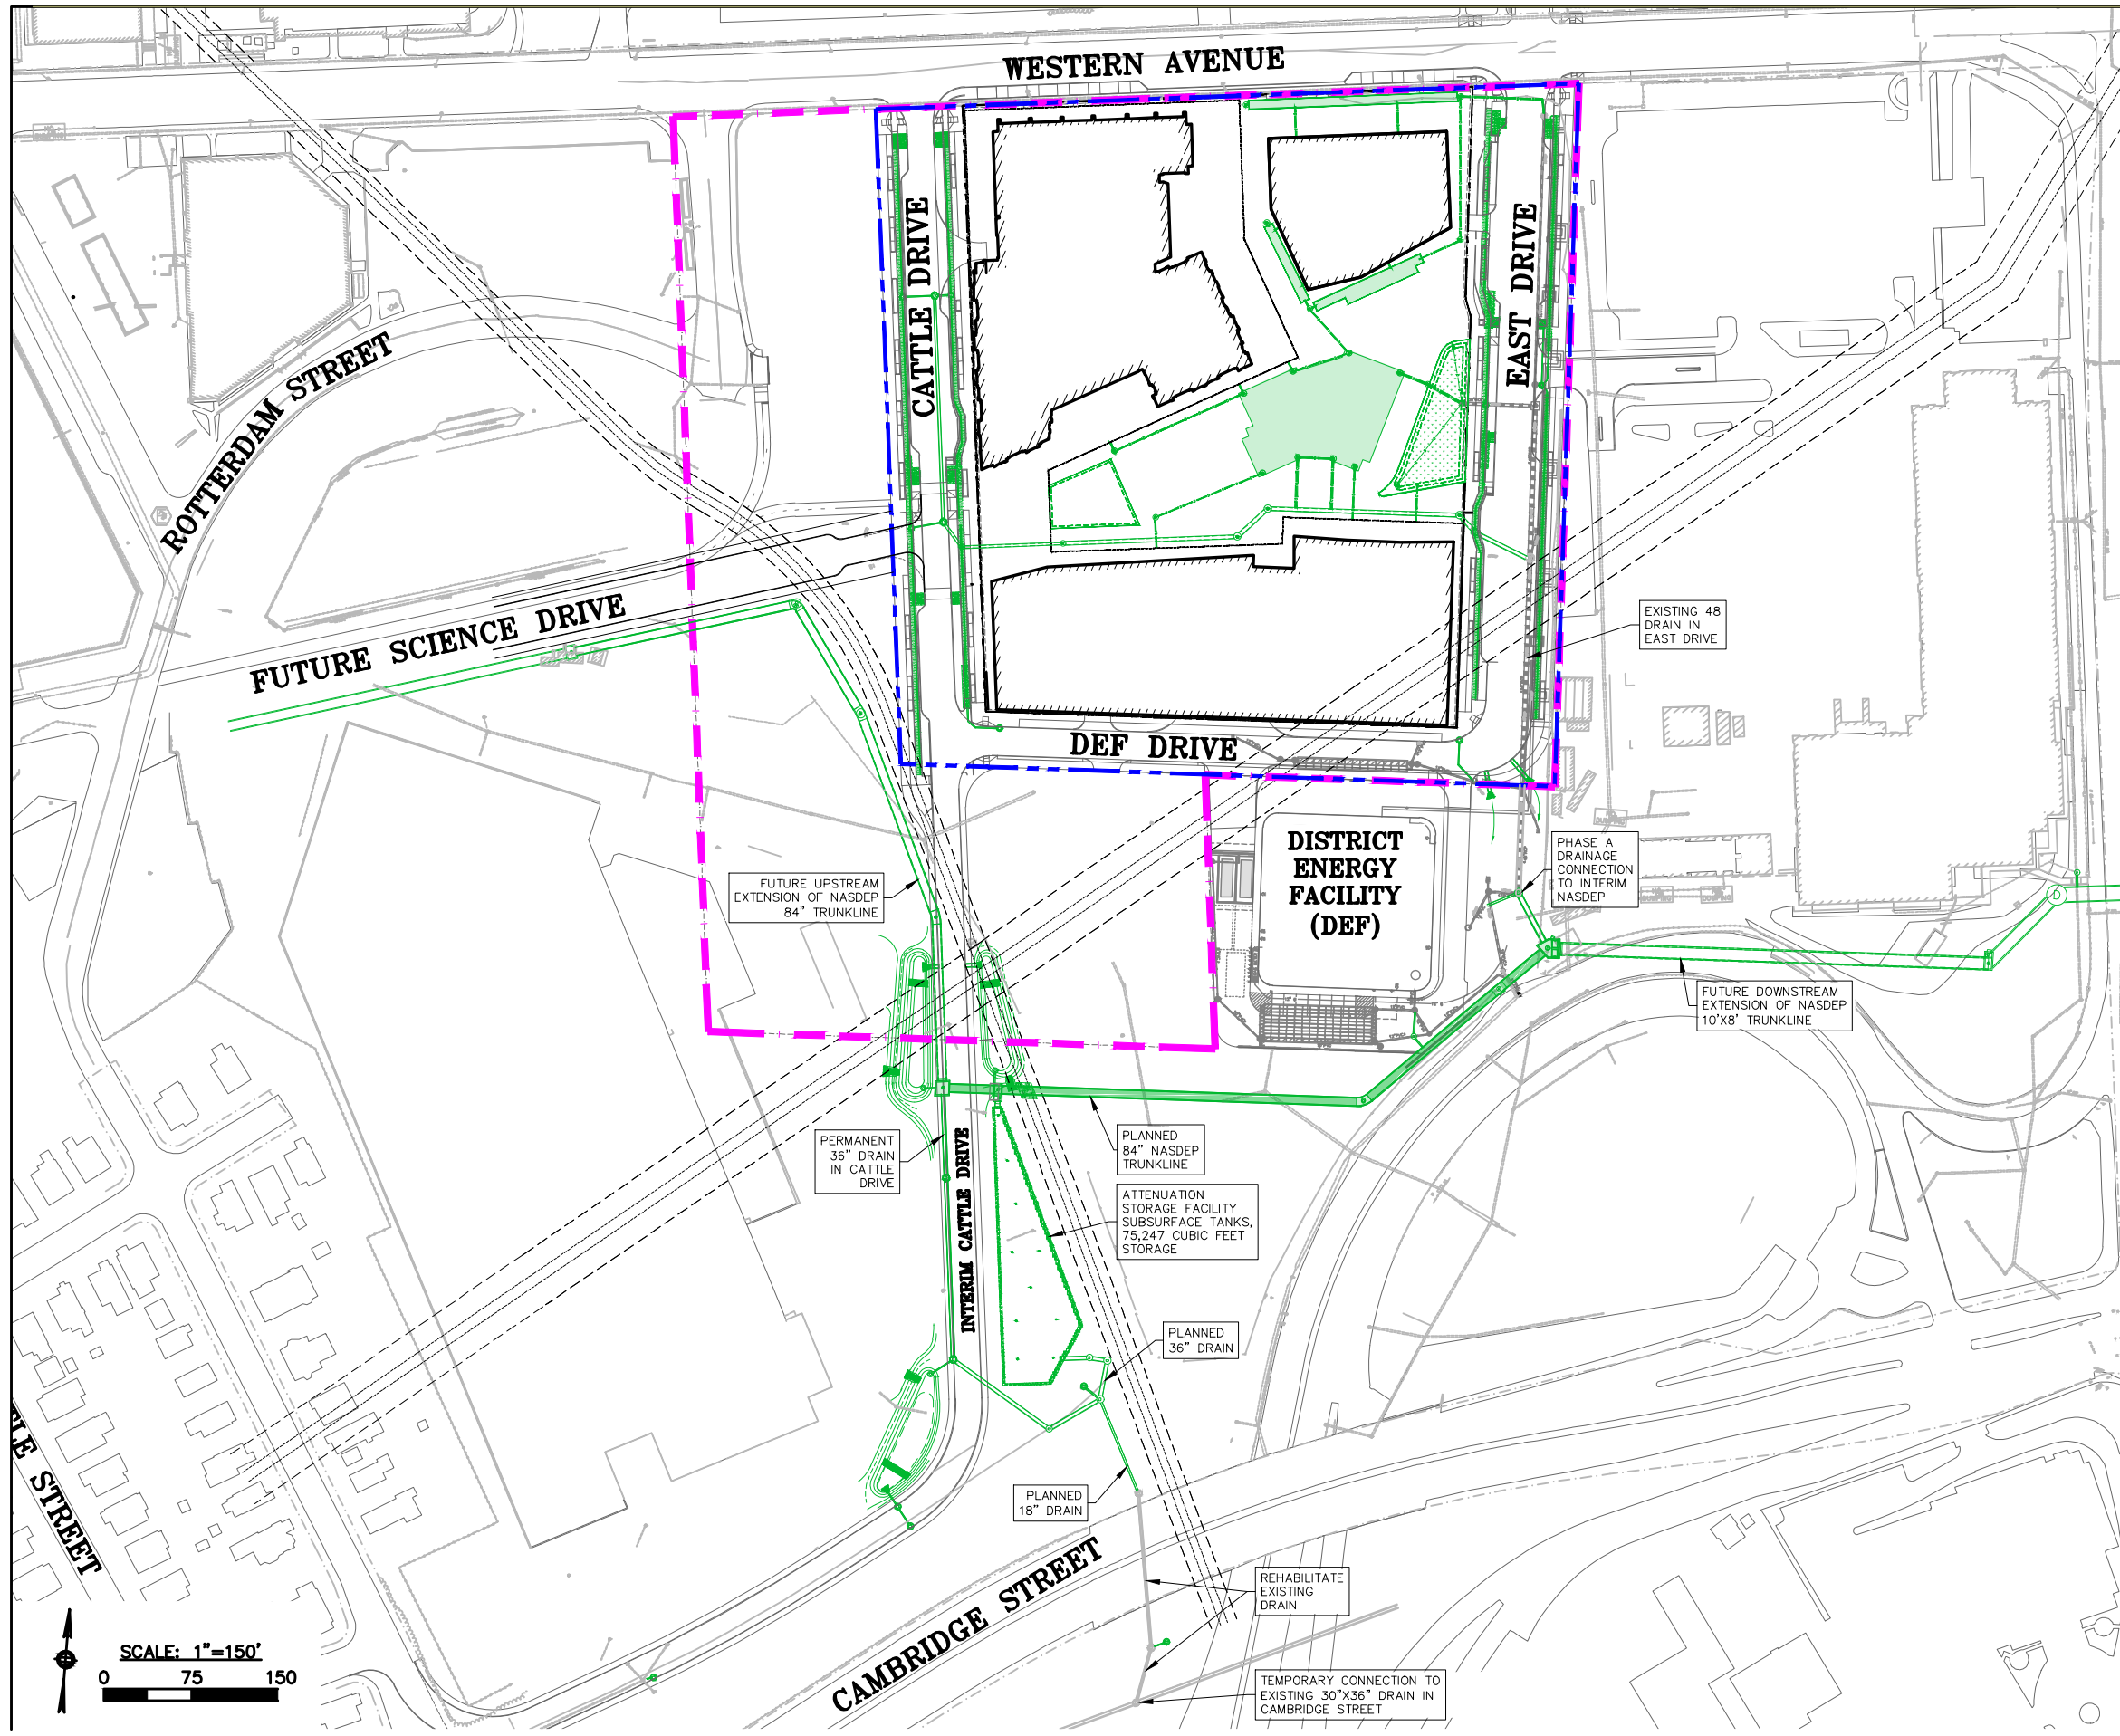 WESTERN AVENUE
CATTLE DRIVE
EAST DRIVE
ROTTERDAM STREET
FUTURE SCIENCE DRIVE
EXISTING 48
DRAIN IN
EAST DRIVE
DEF DRIVE
DISTRICT
ENERGY
FACILITY
(DEF)
PHASE A
DRAINAGE
CONNECTION
TO INTERIM
NASDEP
FUTURE UPSTREAM
EXTENSION OF NASDEP
84" TRUNKLINE
D
FUTURE DOWNSTREAM
EXTENSION OF NASDEP
10'X8' TRUNKLINE
PERMANENT
36" DRAIN
IN CATTLE
DRIVE
INTERIM CATTLE DRIVE
PLANNED
84" NASDEP
TRUNKLINE
ATTENUATION
STORAGE FACILITY
SUBSURFACE TANKS,
75,247 CUBIC FEET
STORAGE
PLANNED
36" DRAIN
PLANNED
18" DRAIN
STREET
CAMBRIDGE STREET
REHABILITATE
EXISTING
DRAIN
TEMPORARY CONNECTION TO
EXISTING 30"X36" DRAIN IN
CAMBRIDGE STREET
SCALE: 1"=150'
0 75 150